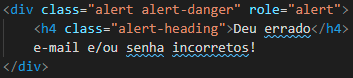 <div class="alert alert-danger" role="alert">
<h4 class="alert-heading">Deu errado</h4>
e-mail e/ou senha incorretos!
</div>